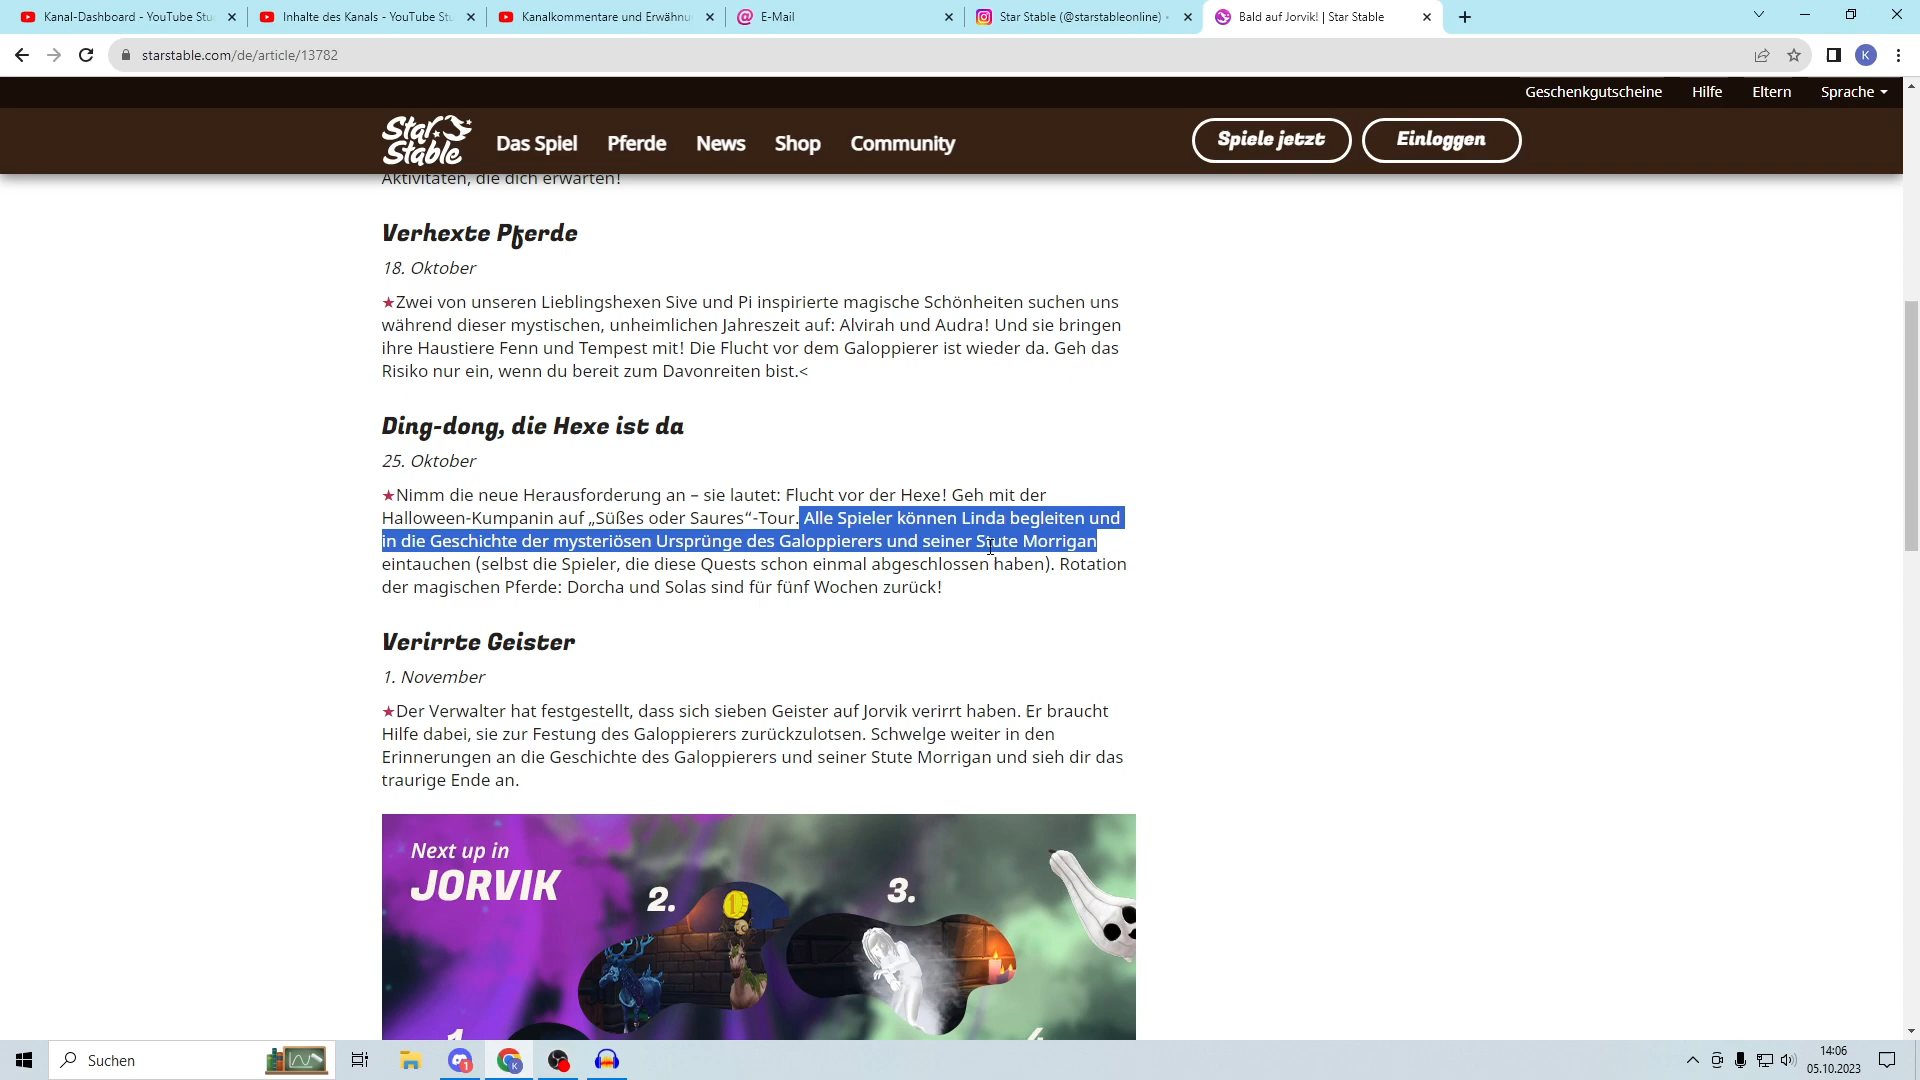 Kanal-Dashboard - YouTube Stu
Inhalte des Kanals - YouTube Stu
Kanalkommentare und Erwähnu
E-Mail
Star Stable (@starstableonline) •
Bald auf Jorvik! | Star Stable
starstable.com/de/article/13782
K
Geschenkgutscheine
Hilfe
Eltern
Sprache
Star Stable
Das Spiel
Pferde
News
Shop
Community
Spiele jetzt
Einloggen
Aktivitäten, die dich erwarten!
Verhexte Pferde
18. Oktober
★Zwei von unseren Lieblingshexen Sive und Pi inspirierte magische Schönheiten suchen uns
während dieser mystischen, unheimlichen Jahreszeit auf: Alvirah und Audra! Und sie bringen
ihre Haustiere Fenn und Tempest mit! Die Flucht vor dem Galoppierer ist wieder da. Geh das
Risiko nur ein, wenn du bereit zum Davonreiten bist.<
Ding-dong, die Hexe ist da
25. Oktober
★Nimm die neue Herausforderung an – sie lautet: Flucht vor der Hexe! Geh mit der
Halloween-Kumpanin auf „Süßes oder Saures“-Tour. Alle Spieler können Linda begleiten und
in die Geschichte der mysteriösen Ursprünge des Galoppierers und seiner Stute Morrigan
eintauchen (selbst die Spieler, die diese Quests schon einmal abgeschlossen haben). Rotation
der magischen Pferde: Dorcha und Solas sind für fünf Wochen zurück!
Verirrte Geister
1. November
★Der Verwalter hat festgestellt, dass sich sieben Geister auf Jorvik verirrt haben. Er braucht
Hilfe dabei, sie zur Festung des Galoppierers zurückzulotsen. Schwelge weiter in den
Erinnerungen an die Geschichte des Galoppierers und seiner Stute Morrigan und sieh dir das
traurige Ende an.
Next up in
JORVIK
2.
3.
1
4
Suchen
1
K
14:06
05.10.2023